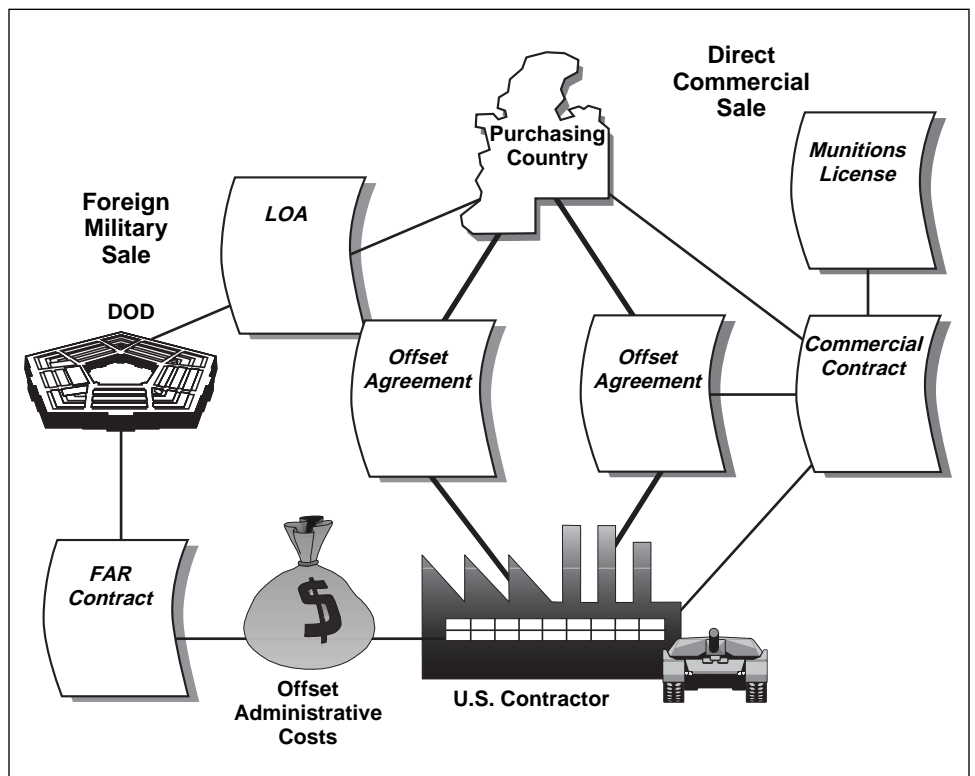 Direct
Commercial
Sale
Purchasing
Country
Munitions
License
Foreign
Military
Sale
LOA
DOD
Offset
Agreement
Offset
Agreement
Commercial
Contract
FAR
Contract
$
Offset
Administrative
Costs
U.S. Contractor